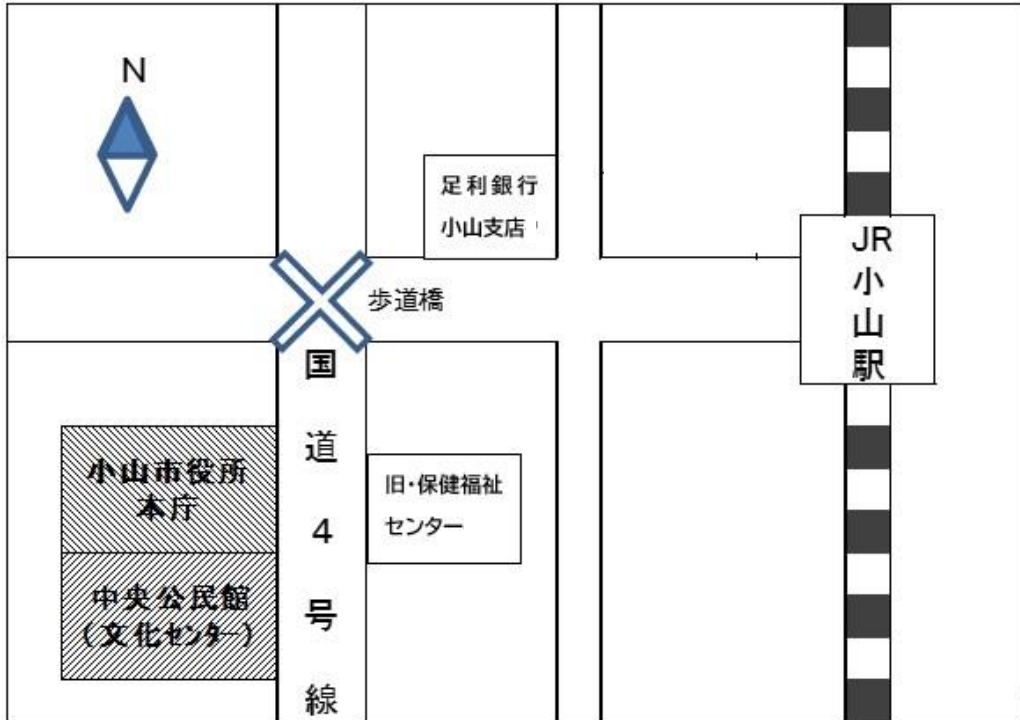 N
足利銀行
小山支店
JR
小
山
駅
歩道橋
国
道
4
号
線
小山市役所
本庁
旧・保健福祉
センター
中央公民館
(文化センター)